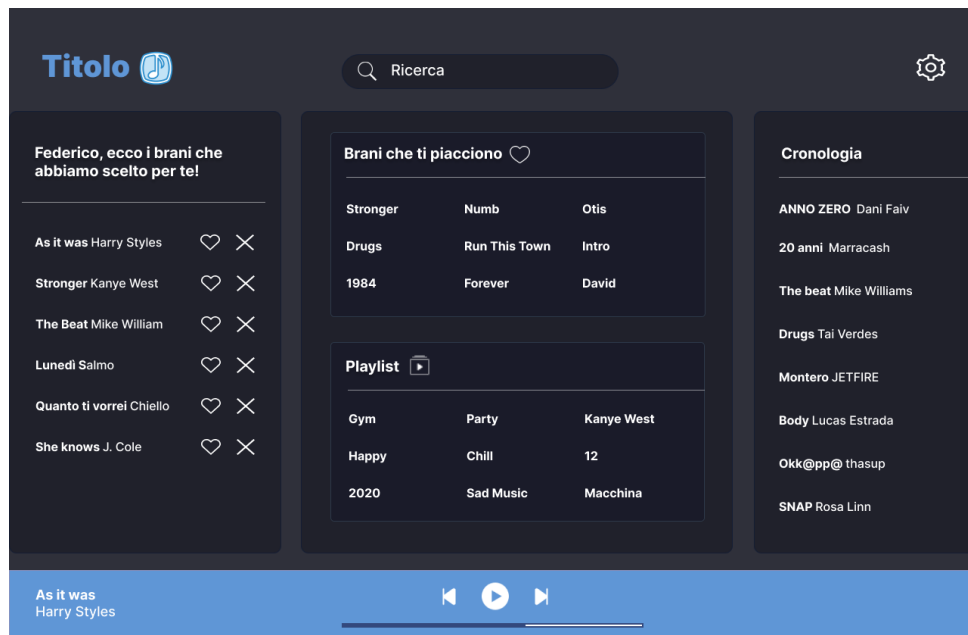 Titolo
Ricerca
Federico, ecco i brani che
abbiamo scelto per te!
As it was Harry Styles
Stronger Kanye West
The Beat Mike William
Lunedì Salmo
Quanto ti vorrei Chiello
She knows J. Cole
Brani che ti piacciono
Stronger Numb Otis
Drugs Run This Town Intro
1984 Forever David
Playlist
Gym Party Kanye West
Happy Chill 12
2020 Sad Music Macchina
Cronologia
ANNO ZERO Dani Faiv
20 anni Marracash
The beat Mike Williams
Drugs Tai Verdes
Montero JETFIRE
Body Lucas Estrada
Okk@pp@ thasup
SNAP Rosa Linn
As it was
Harry Styles